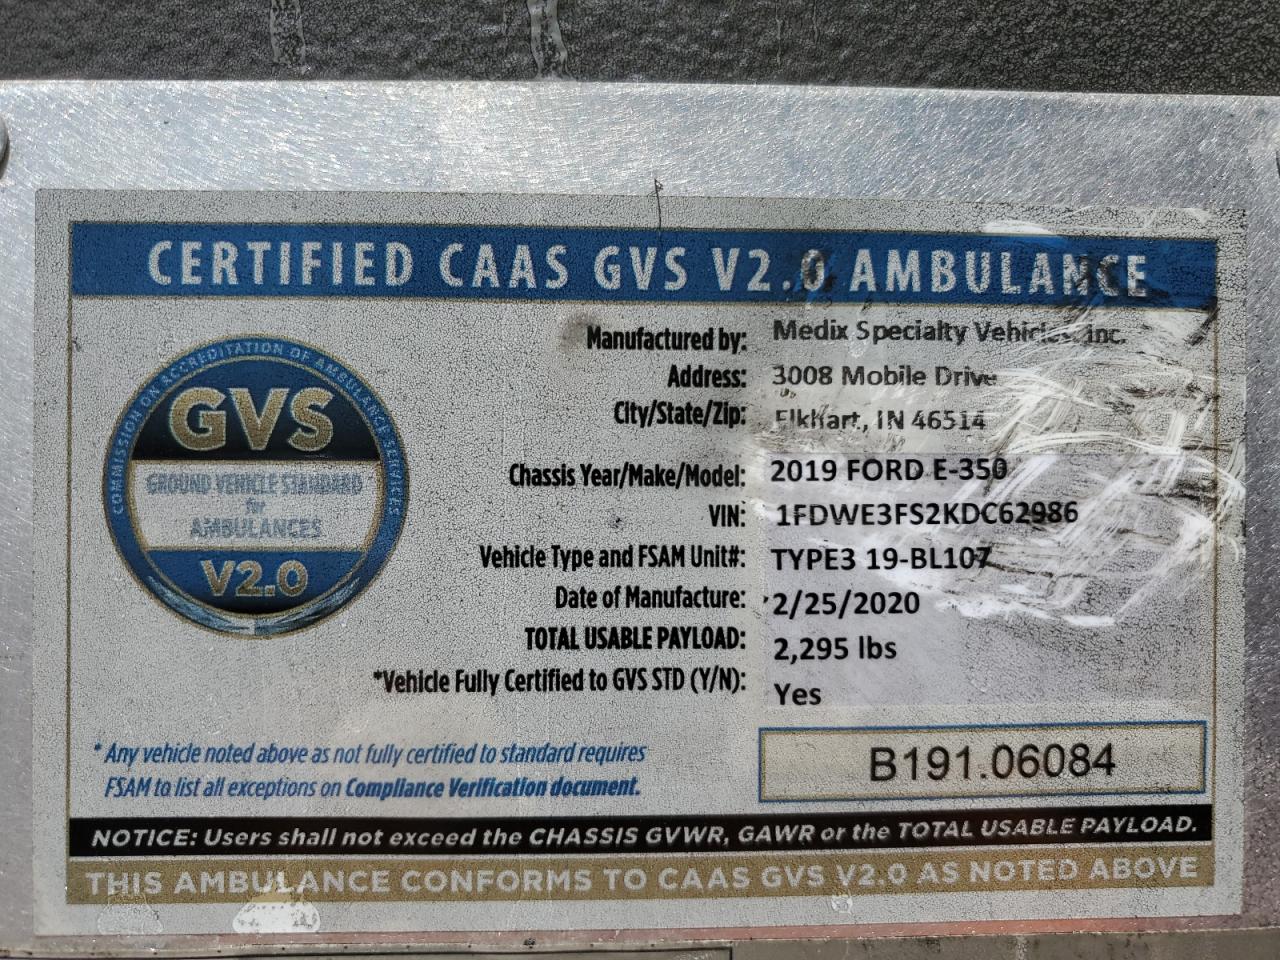 CERTIFIED CAAS GVS V2.0 AMBULANCE
COMMISSION ON ACCREDITATION OF AMBULANCE SERVICES
GVS
GROUND VEHICLE STANDARD
for
AMBULANCES
V2.0
Manufactured by: Medix Specialty Vehicles, Inc.
Address: 3008 Mobile Drive
City/State/Zip: Elkhart, IN 46514
Chassis Year/Make/Model: 2019 FORD E-350
VIN: 1FDWE3FS2KDC62986
Vehicle Type and FSAM Unit#: TYPE3 19-BL107
Date of Manufacture: 2/25/2020
TOTAL USABLE PAYLOAD: 2,295 lbs
*Vehicle Fully Certified to GVS STD (Y/N): Yes
* Any vehicle noted above as not fully certified to standard requires
FSAM to list all exceptions on Compliance Verification document.
B191.06084
NOTICE: Users shall not exceed the CHASSIS GVWR, GAWR or the TOTAL USABLE PAYLOAD.
THIS AMBULANCE CONFORMS TO CAAS GVS V2.0 AS NOTED ABOVE